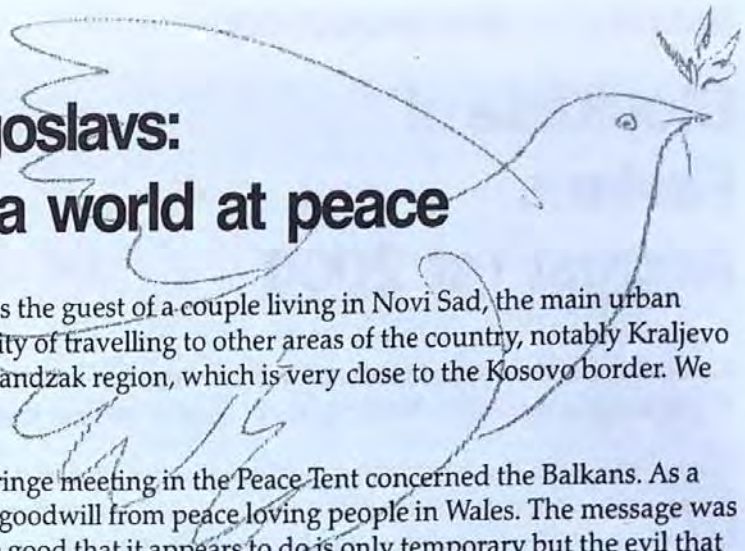 goslavs:
a world at peace
s the guest of a couple living in Novi Sad, the main urban
ity of travelling to other areas of the country, notably Kraljevo
andzak region, which is very close to the Kosovo border. We
ringe meeting in the Peace Tent concerned the Balkans. As a
goodwill from peace loving people in Wales. The message was
good that it appears to do is only temporary but the evil that